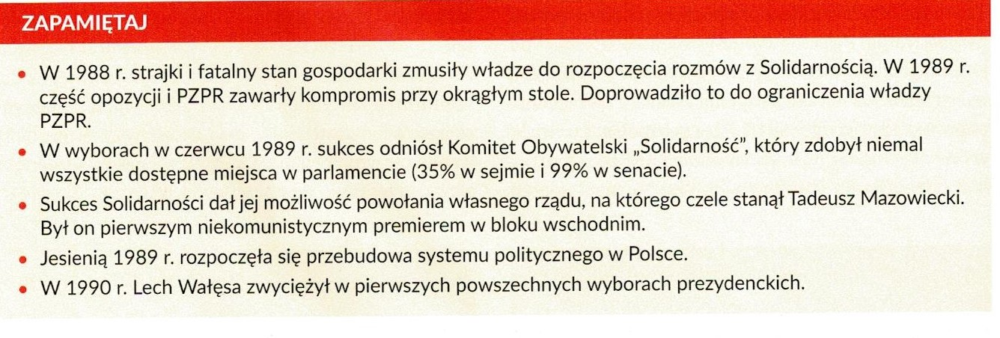 ZAPAMIĘTAJ
• W 1988 r. strajki i fatalny stan gospodarki zmusiły władze do rozpoczęcia rozmów z Solidarnością. W 1989 r.
część opozycji i PZPR zawarły kompromis przy okrągłym stole. Doprowadziło to do ograniczenia władzy
PZPR.
• W wyborach w czerwcu 1989 r. sukces odniósł Komitet Obywatelski „Solidarność”, który zdobył niemal
wszystkie dostępne miejsca w parlamencie (35% w sejmie i 99% w senacie).
• Sukces Solidarności dał jej możliwość powołania własnego rządu, na którego czele stanął Tadeusz Mazowiecki.
Był on pierwszym niekomunistycznym premierem w bloku wschodnim.
• Jesienią 1989 r. rozpoczęła się przebudowa systemu politycznego w Polsce.
• W 1990 r. Lech Wałęsa zwyciężył w pierwszych powszechnych wyborach prezydenckich.